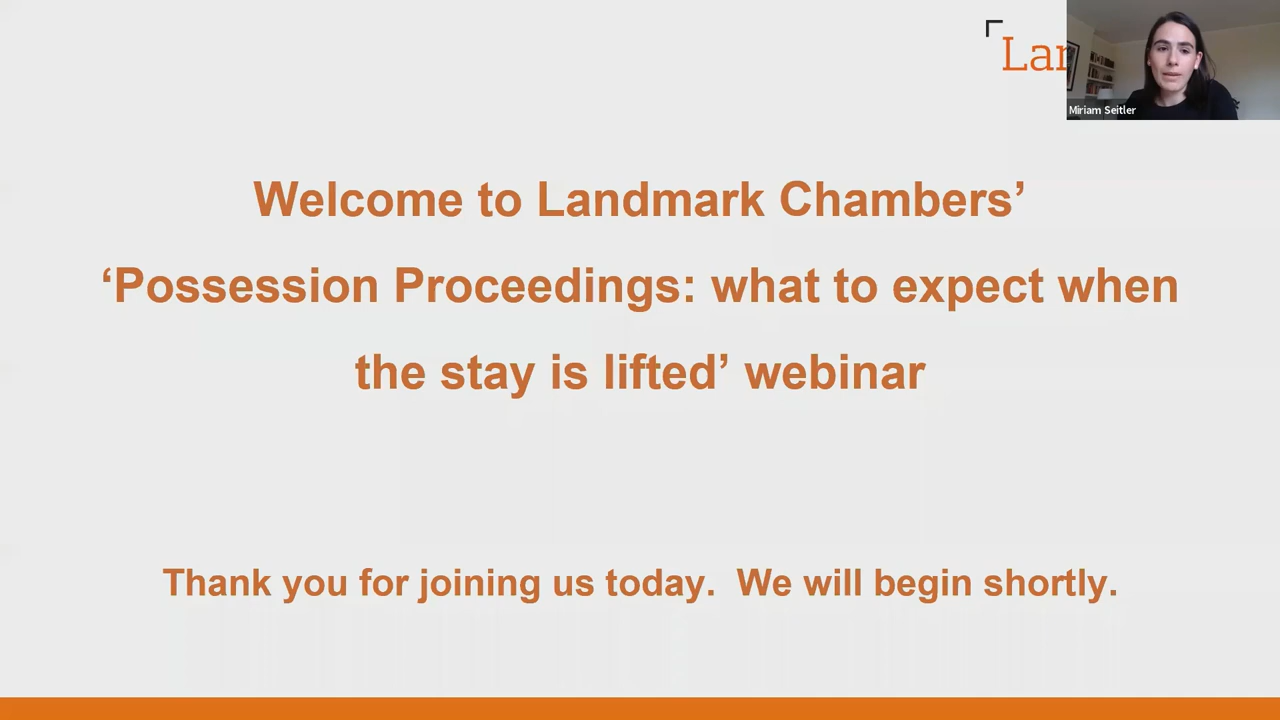 Lar
Miriam Seitler
Welcome to Landmark Chambers’
‘Possession Proceedings: what to expect when
the stay is lifted’ webinar
Thank you for joining us today.  We will begin shortly.